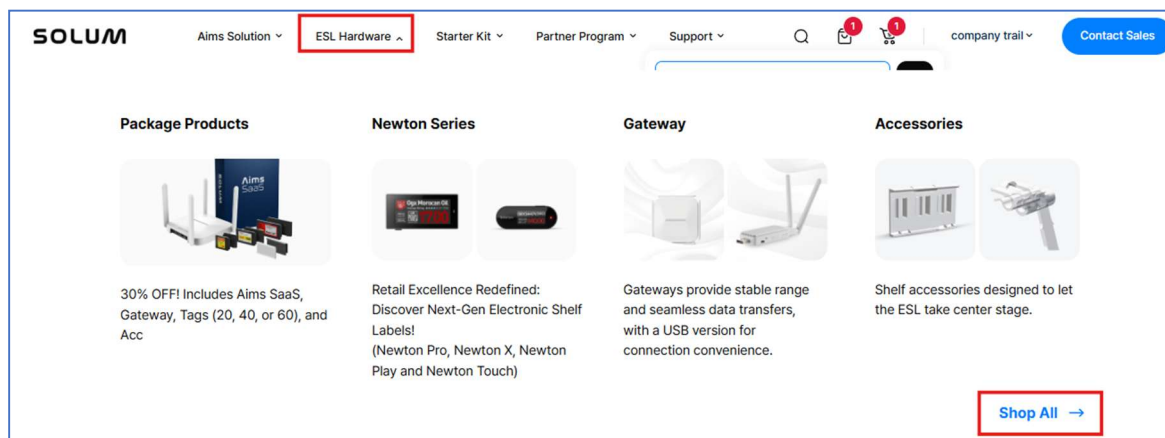 SOLUM
Aims Solution
ESL Hardware
Starter Kit
Partner Program
Support
1
1
company trail
Contact Sales
Package Products
Newton Series
Gateway
Accessories
Aims
SaaS
30% OFF! Includes Aims SaaS,
Gateway, Tags (20, 40, or 60), and
Acc
Retail Excellence Redefined:
Discover Next-Gen Electronic Shelf
Labels!
(Newton Pro, Newton X, Newton
Play and Newton Touch)
Gateways provide stable range
and seamless data transfers,
with a USB version for
connection convenience.
Shelf accessories designed to let
the ESL take center stage.
Shop All →